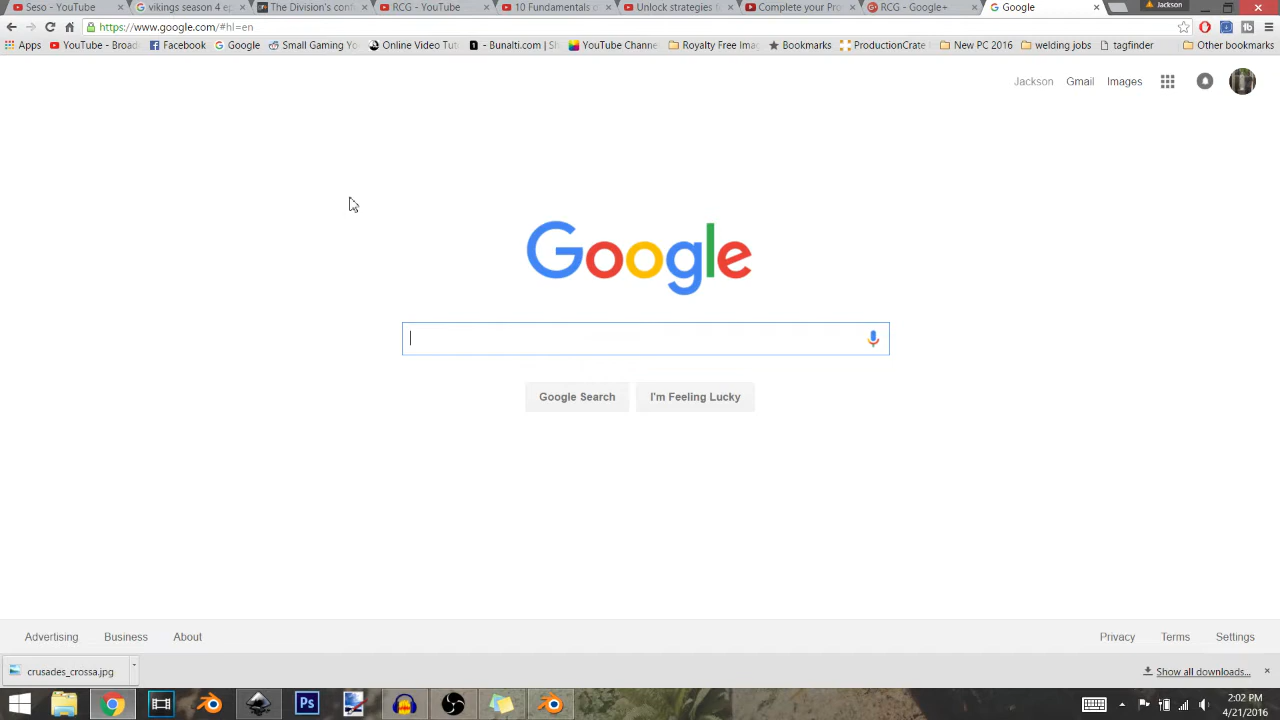 Seso - YouTube
vikings season 4 ep
The Division's conf
RCG - YouTube
10 Fundamentals o
Unlock strategies t
Complete your Pro
RCG - Google+
Google
Jackson
https://www.google.com/#hl=en
Apps
YouTube - Broad
Facebook
Google
Small Gaming Yo
Online Video Tut
- Bunalti.com | Sl
YouTube Channe
Royalty Free Imag
Bookmarks
ProductionCrate
New PC 2016
welding jobs
tagfinder
Other bookmarks
Jackson
Gmail
Images
Google
Google Search
I'm Feeling Lucky
Advertising
Business
About
Privacy
Terms
Settings
crusades_crossa.jpg
Show all downloads...
Ps
2:02 PM
4/21/2016